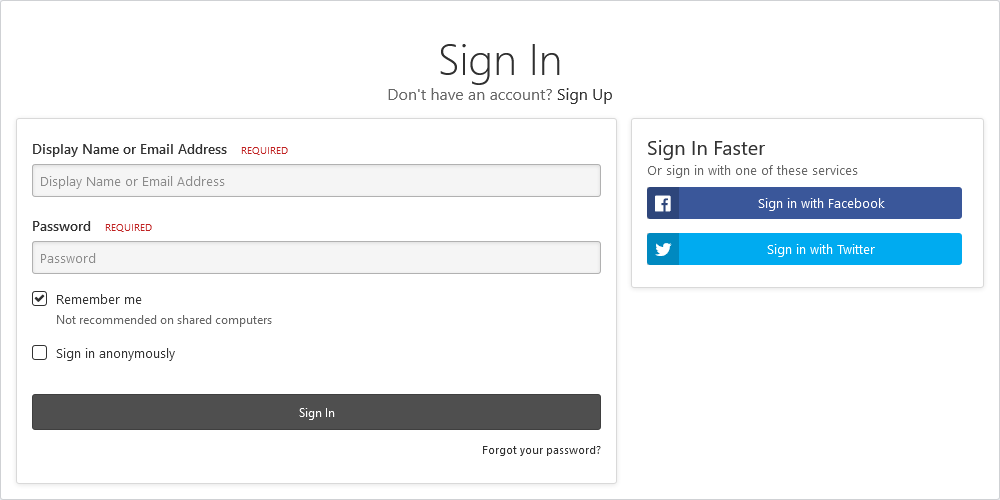 Sign In
Don't have an account? Sign Up
Display Name or Email Address REQUIRED
Display Name or Email Address
Password REQUIRED
Password
Remember me
Not recommended on shared computers
Sign in anonymously
Sign In
Forgot your password?
Sign In Faster
Or sign in with one of these services
Sign in with Facebook
Sign in with Twitter